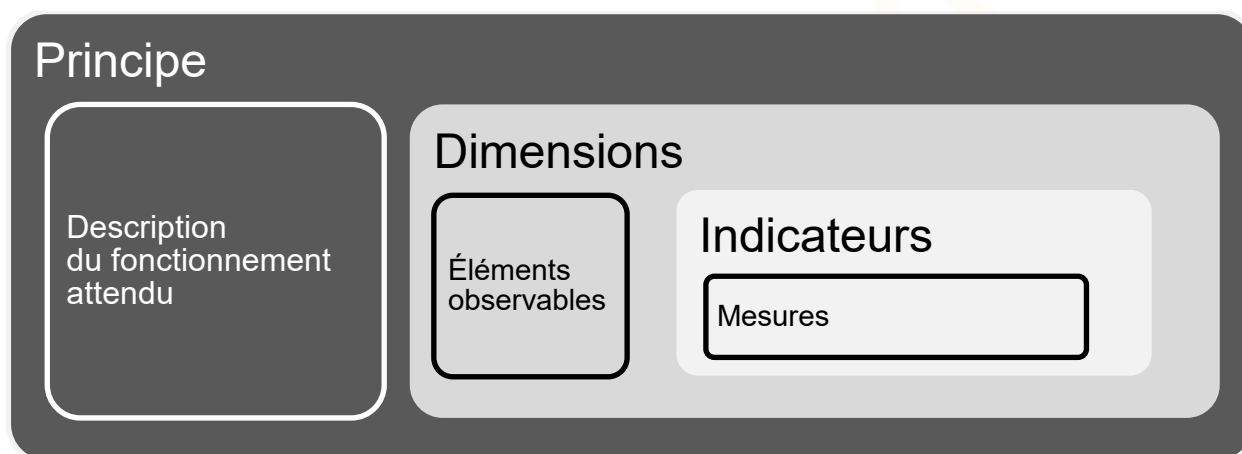 Principe
Description
du fonctionnement
attendu
Dimensions
Éléments
observables
Indicateurs
Mesures